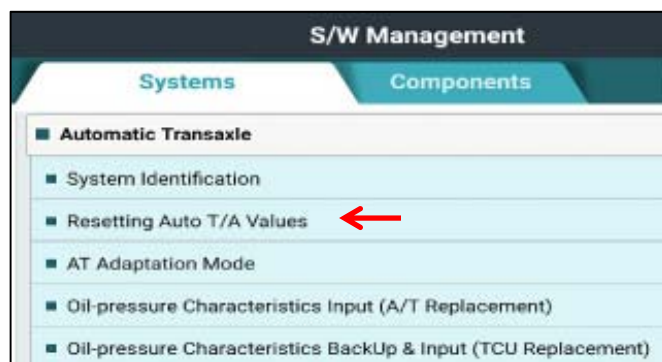 S/W Management
Systems
Components
Automatic Transaxle
System Identification
Resetting Auto T/A Values
AT Adaptation Mode
Oil-pressure Characteristics Input (A/T Replacement)
Oil-pressure Characteristics BackUp & Input (TCU Replacement)